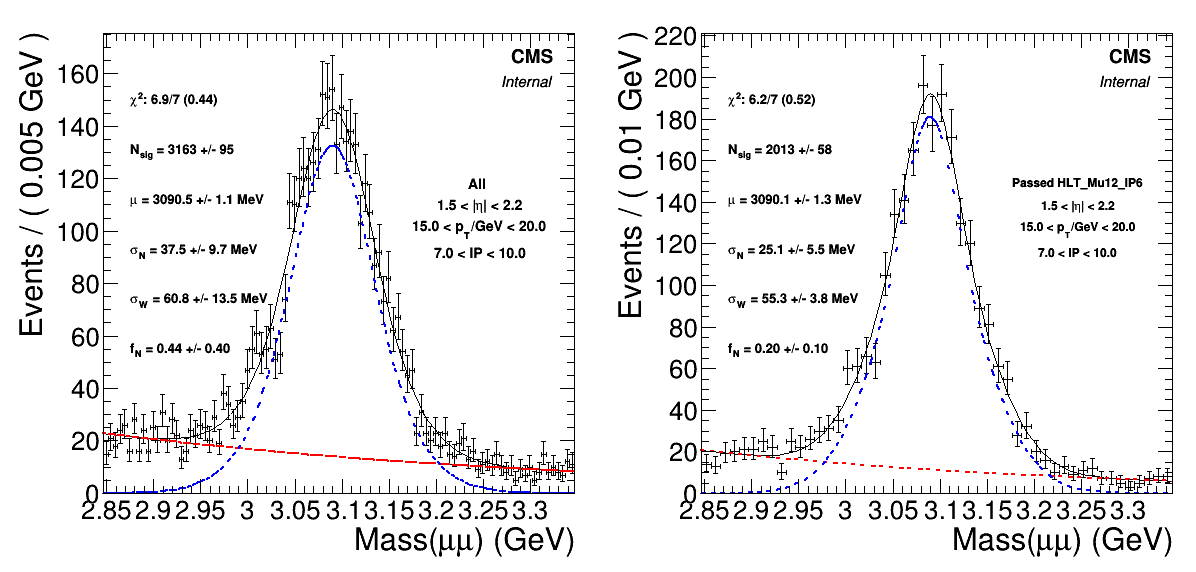 CMS
Internal
χ²: 6.9/7 (0.44)
N_sig = 3163 +/- 95
μ = 3090.5 +/- 1.1 MeV
σ_N = 37.5 +/- 9.7 MeV
σ_W = 60.8 +/- 13.5 MeV
f_N = 0.44 +/- 0.40
All
1.5 < |η| < 2.2
15.0 < p_T/GeV < 20.0
7.0 < IP < 10.0
Events / ( 0.005 GeV )
160
140
120
100
80
60
40
20
0
2.85 2.9 2.95 3 3.05 3.1 3.15 3.2 3.25 3.3
Mass(μμ) (GeV)
CMS
Internal
χ²: 6.2/7 (0.52)
N_sig = 2013 +/- 58
μ = 3090.1 +/- 1.3 MeV
σ_N = 25.1 +/- 5.5 MeV
σ_W = 55.3 +/- 3.8 MeV
f_N = 0.20 +/- 0.10
Passed HLT_Mu12_IP6
1.5 < |η| < 2.2
15.0 < p_T/GeV < 20.0
7.0 < IP < 10.0
Events / ( 0.01 GeV )
220
200
180
160
140
120
100
80
60
40
20
0
2.85 2.9 2.95 3 3.05 3.1 3.15 3.2 3.25 3.3
Mass(μμ) (GeV)